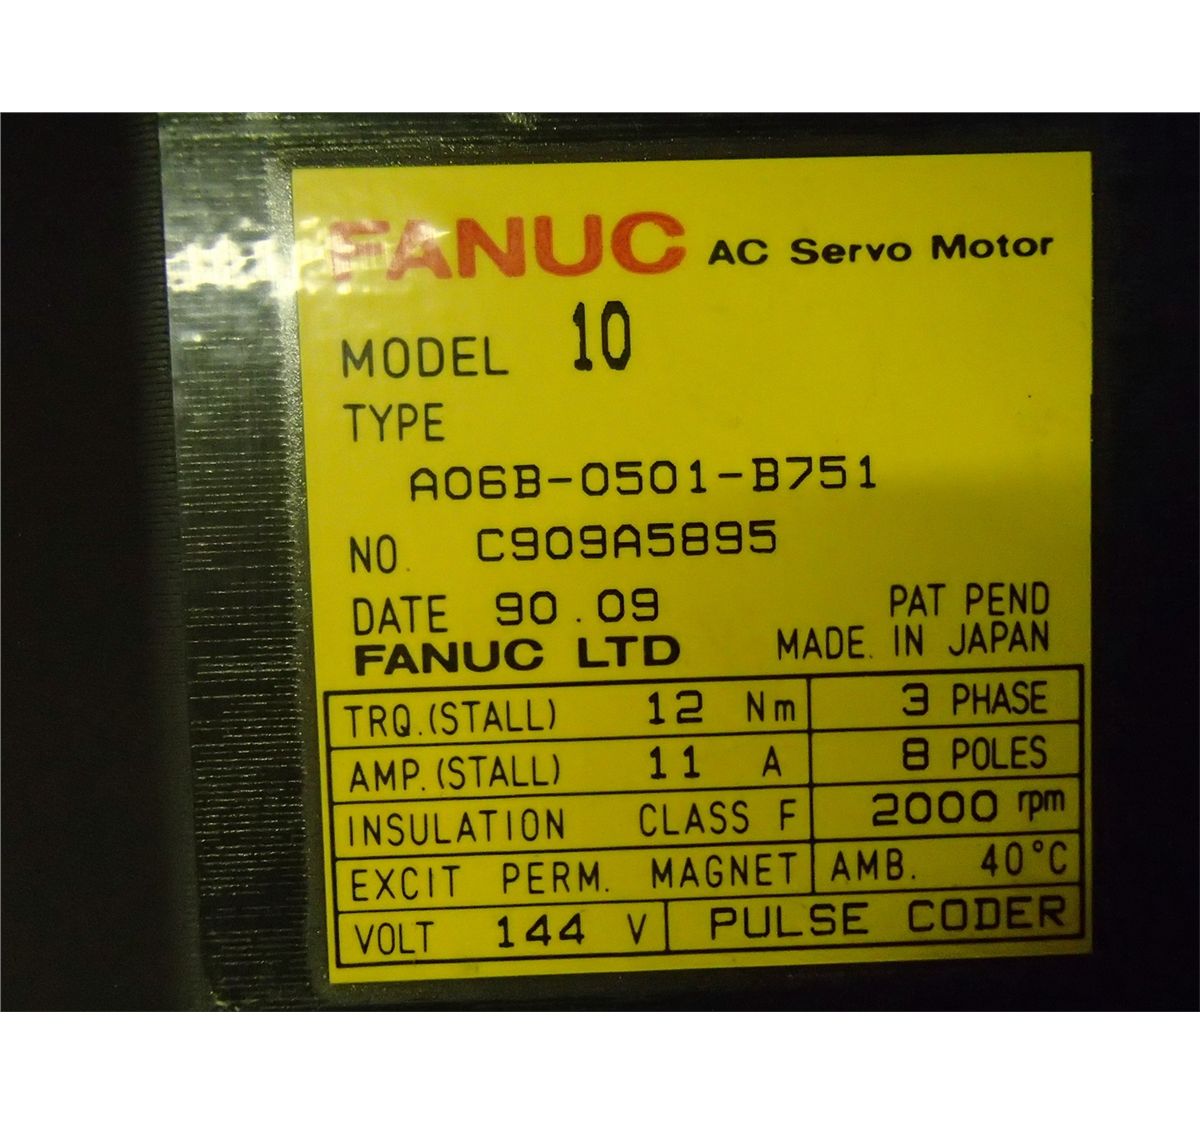 FANUC AC Servo Motor
MODEL 10
TYPE
A06B-0501-B751
NO. C909A5895
DATE 90.09 PAT PEND
FANUC LTD MADE. IN JAPAN
TRQ.(STALL) 12 Nm 3 PHASE
AMP.(STALL) 11 A 8 POLES
INSULATION CLASS F 2000 rpm
EXCIT PERM. MAGNET AMB. 40°C
VOLT 144 V PULSE CODER